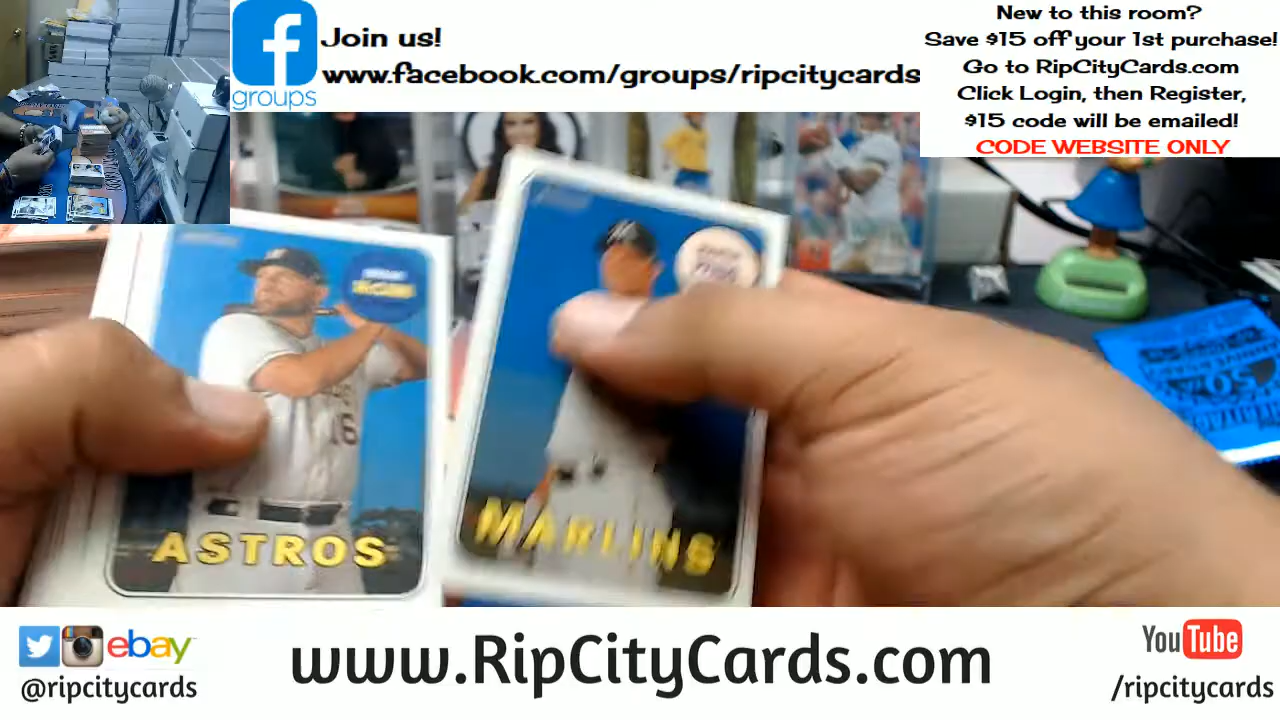 Join us!
www.facebook.com/groups/ripcitycards
groups
New to this room?
Save $15 off your 1st purchase!
Go to RipCityCards.com
Click Login, then Register,
$15 code will be emailed!
CODE WEBSITE ONLY
16
ASTROS
MARLINS
ebay
@ripcitycards
www.RipCityCards.com
YouTube
/ripcitycards